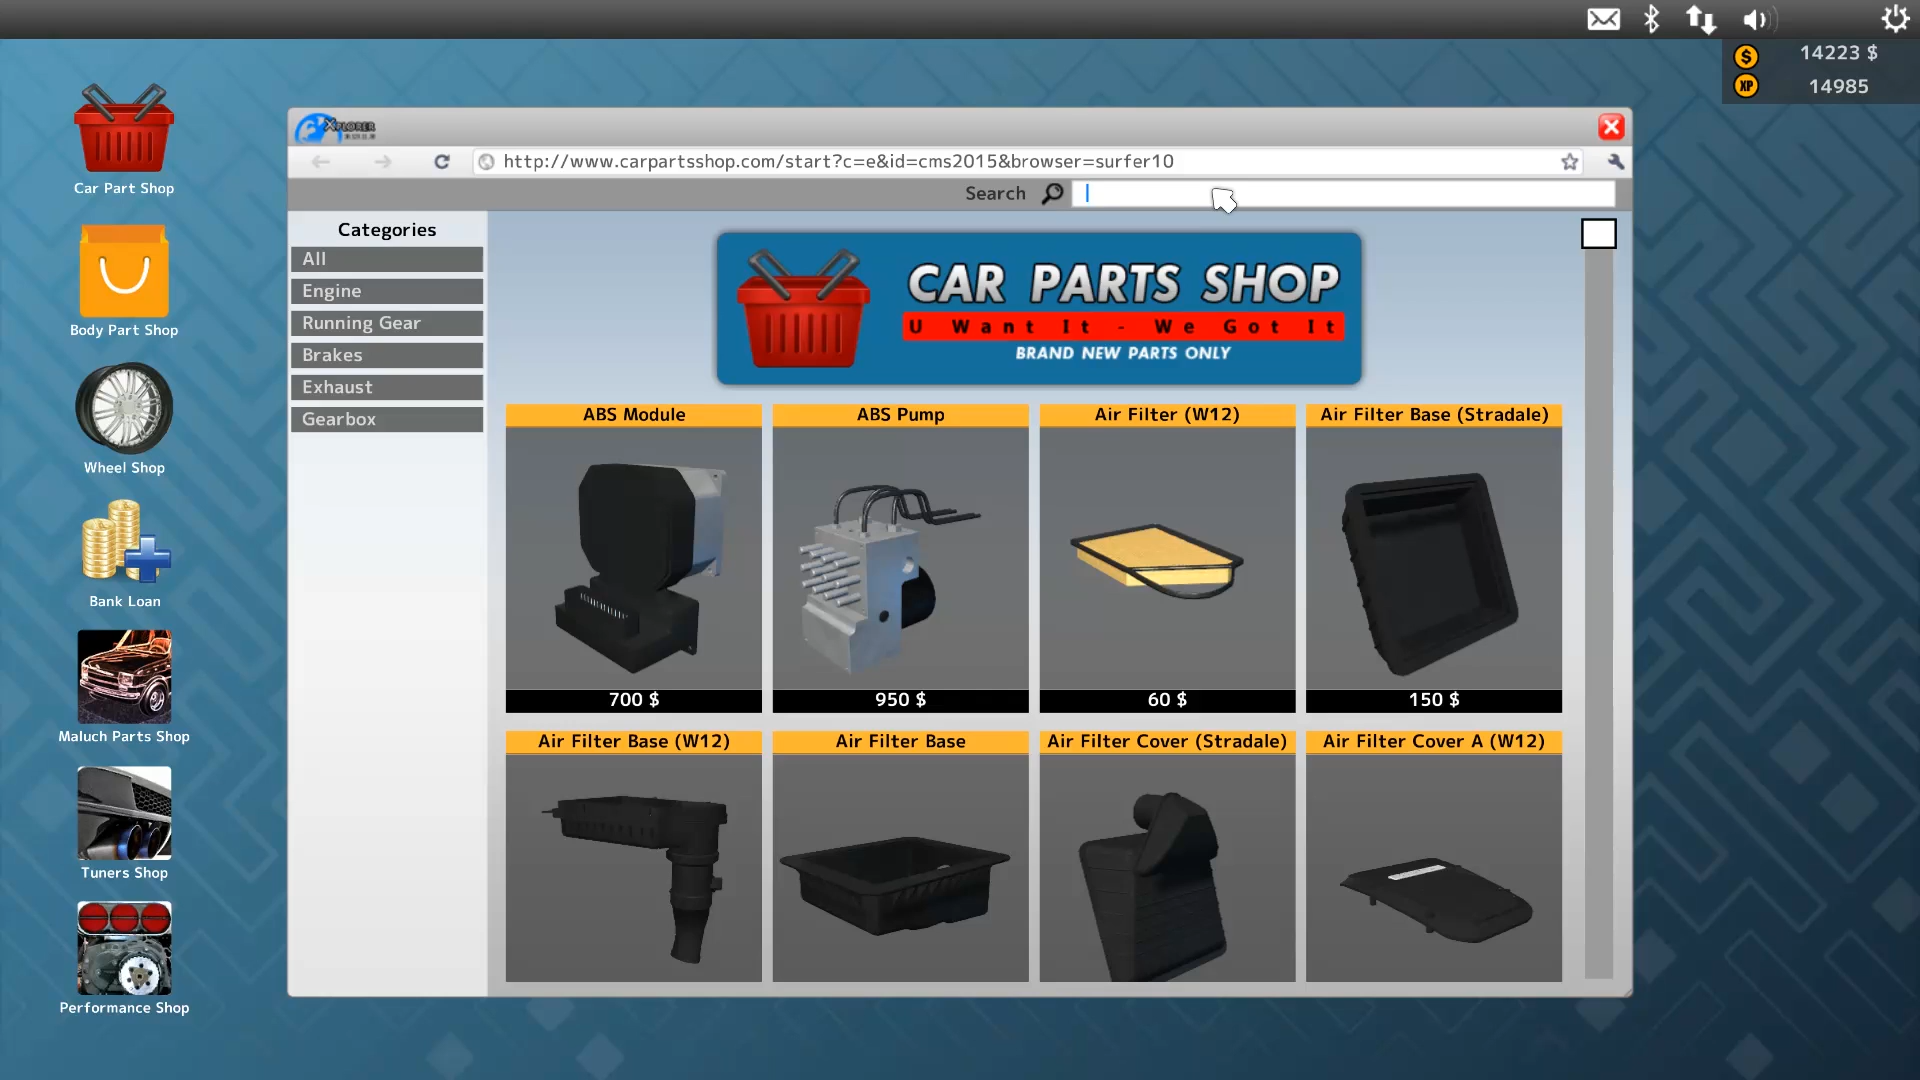 14223 $
XP 14985
Car Part Shop
Body Part Shop
Wheel Shop
Bank Loan
Maluch Parts Shop
Tuners Shop
Performance Shop
XPLORER
http://www.carpartsshop.com/start?c=e&id=cms2015&browser=surfer10
Search
Categories
All
Engine
Running Gear
Brakes
Exhaust
Gearbox
CAR PARTS SHOP
U Want It - We Got It
BRAND NEW PARTS ONLY
ABS Module
ABS Pump
Air Filter (W12)
Air Filter Base (Stradale)
700 $
950 $
60 $
150 $
Air Filter Base (W12)
Air Filter Base
Air Filter Cover (Stradale)
Air Filter Cover A (W12)